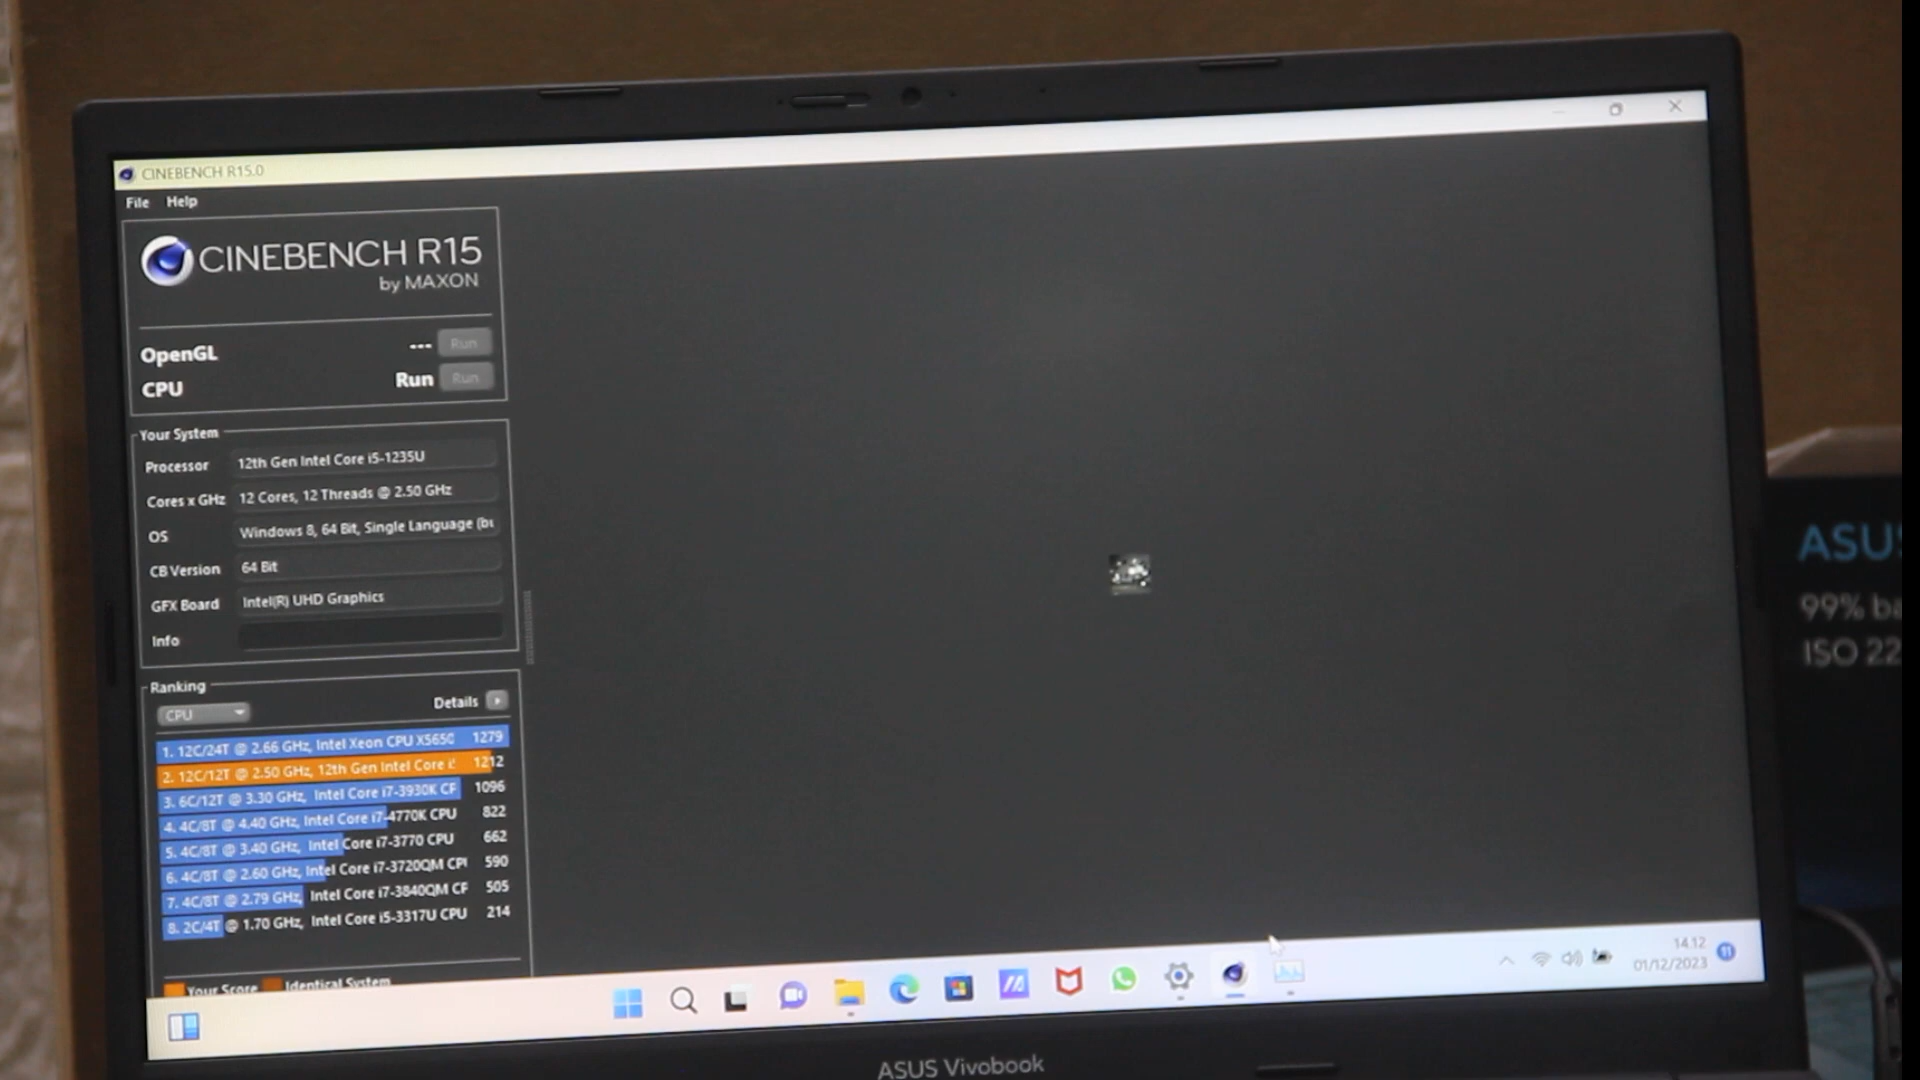 CINEBENCH R15.0
File Help
CINEBENCH R15
by MAXON
OpenGL --- Run
CPU Run Run
Your System
Processor 12th Gen Intel Core i5-1235U
Cores x GHz 12 Cores, 12 Threads @ 2.50 GHz
OS Windows 8, 64 Bit, Single Language (bu
CB Version 64 Bit
GFX Board Intel(R) UHD Graphics
Info
Ranking
CPU Details
1. 12C/24T @ 2.66 GHz, Intel Xeon CPU X5650 1279
2. 12C/12T @ 2.50 GHz, 12th Gen Intel Core i5 1212
3. 6C/12T @ 3.30 GHz, Intel Core i7-3930K CP 1096
4. 4C/8T @ 4.40 GHz, Intel Core i7-4770K CPU 822
5. 4C/8T @ 3.40 GHz, Intel Core i7-3770 CPU 662
6. 4C/8T @ 2.60 GHz, Intel Core i7-3720QM CPU 590
7. 4C/8T @ 2.79 GHz, Intel Core i7-3840QM CP 505
8. 2C/4T @ 1.70 GHz, Intel Core i5-3317U CPU 214
Your Score Identical System
14.12
01/12/2023
11
ASUS Vivobook
ASUS
99% ba
ISO 22